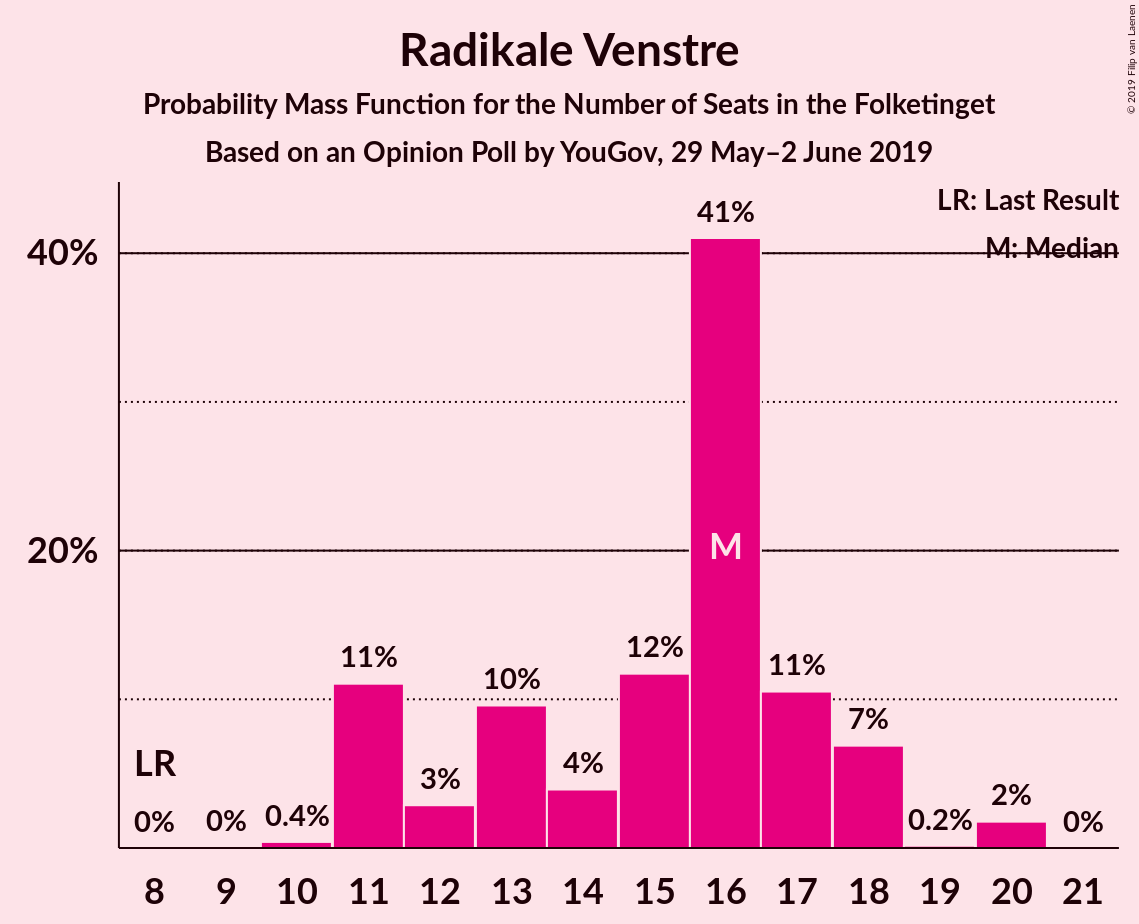 Radikale Venstre
Probability Mass Function for the Number of Seats in the Folketinget
Based on an Opinion Poll by YouGov, 29 May–2 June 2019
© 2019 Filip van Laenen
LR: Last Result
M: Median
40%
20%
41%
M
11%
3%
10%
4%
12%
11%
7%
0.2%
2%
0%
LR
0%
0%
0.4%
8 9 10 11 12 13 14 15 16 17 18 19 20 21